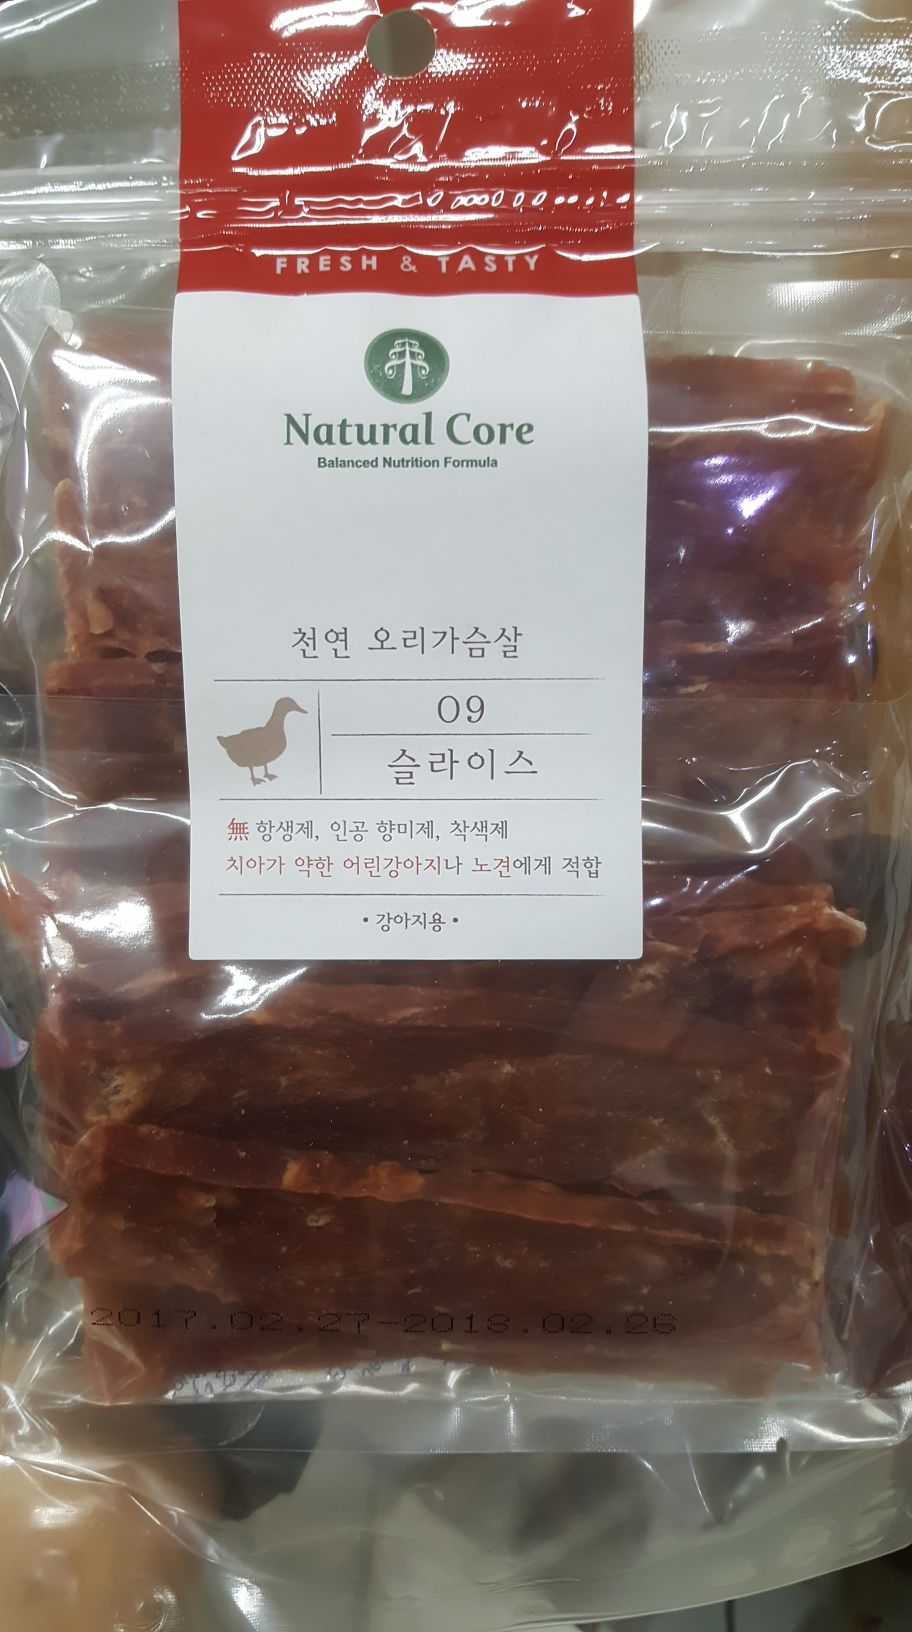 FRESH & TASTY
Natural Core
Balanced Nutrition Formula
천연 오리가슴살
09
슬라이스
無 항생제, 인공 향미제, 착색제
치아가 약한 어린강아지나 노견에게 적합
• 강아지용 •
2017.02.27-2018.02.26